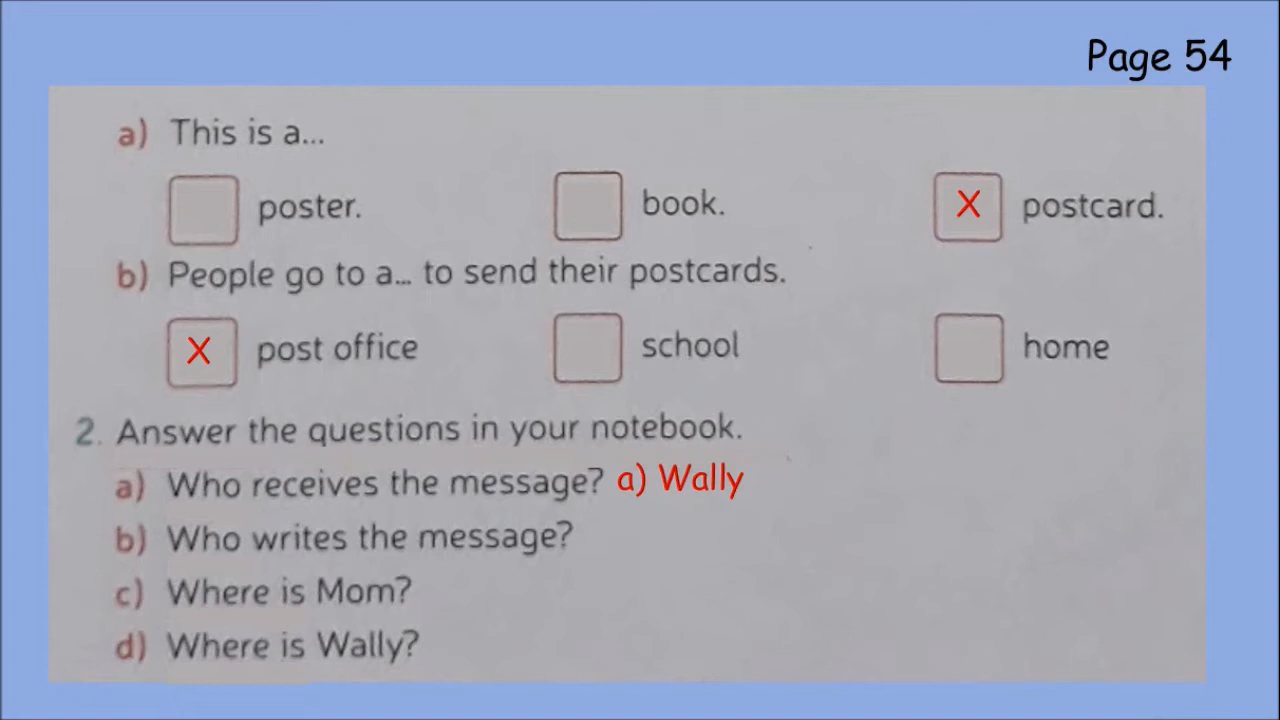 Page 54
a) This is a...
poster. book. X postcard.
b) People go to a... to send their postcards.
X post office school home
2. Answer the questions in your notebook.
a) Who receives the message? a) Wally
b) Who writes the message?
c) Where is Mom?
d) Where is Wally?